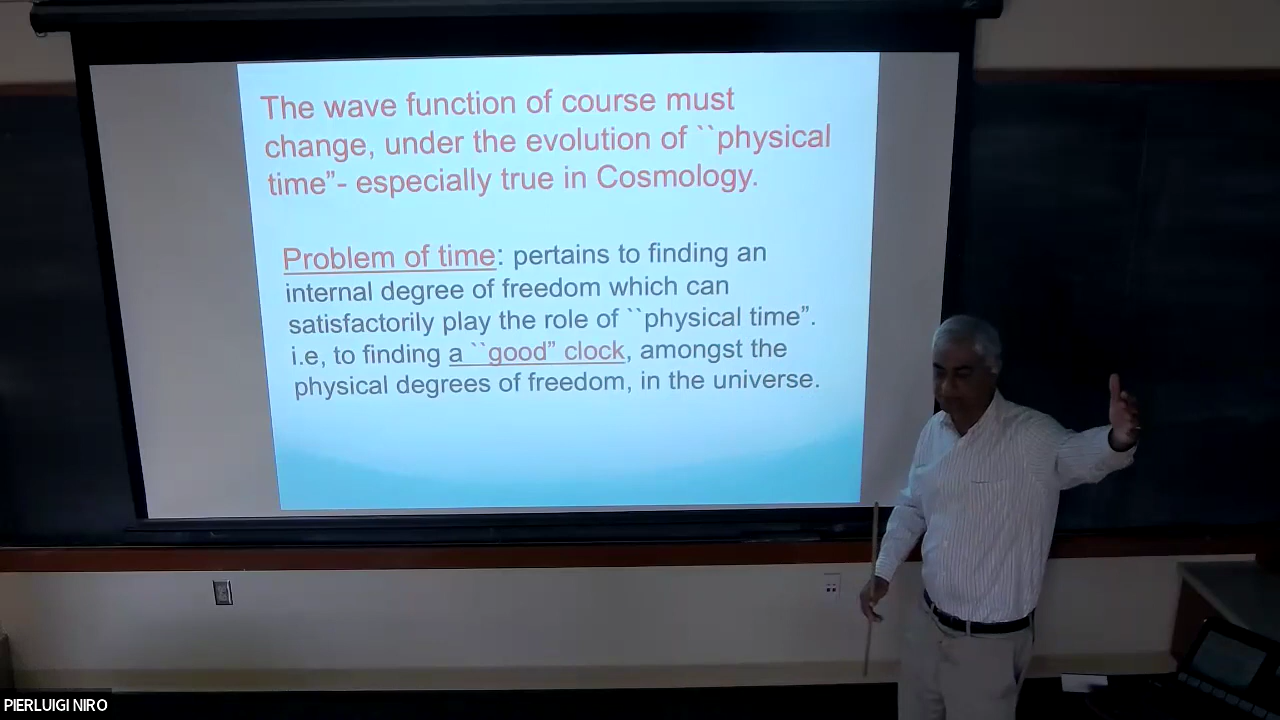 The wave function of course must
change, under the evolution of ``physical
time”- especially true in Cosmology.
Problem of time: pertains to finding an
internal degree of freedom which can
satisfactorily play the role of ``physical time”.
i.e, to finding a ``good” clock, amongst the
physical degrees of freedom, in the universe.
PIERLUIGI NIRO